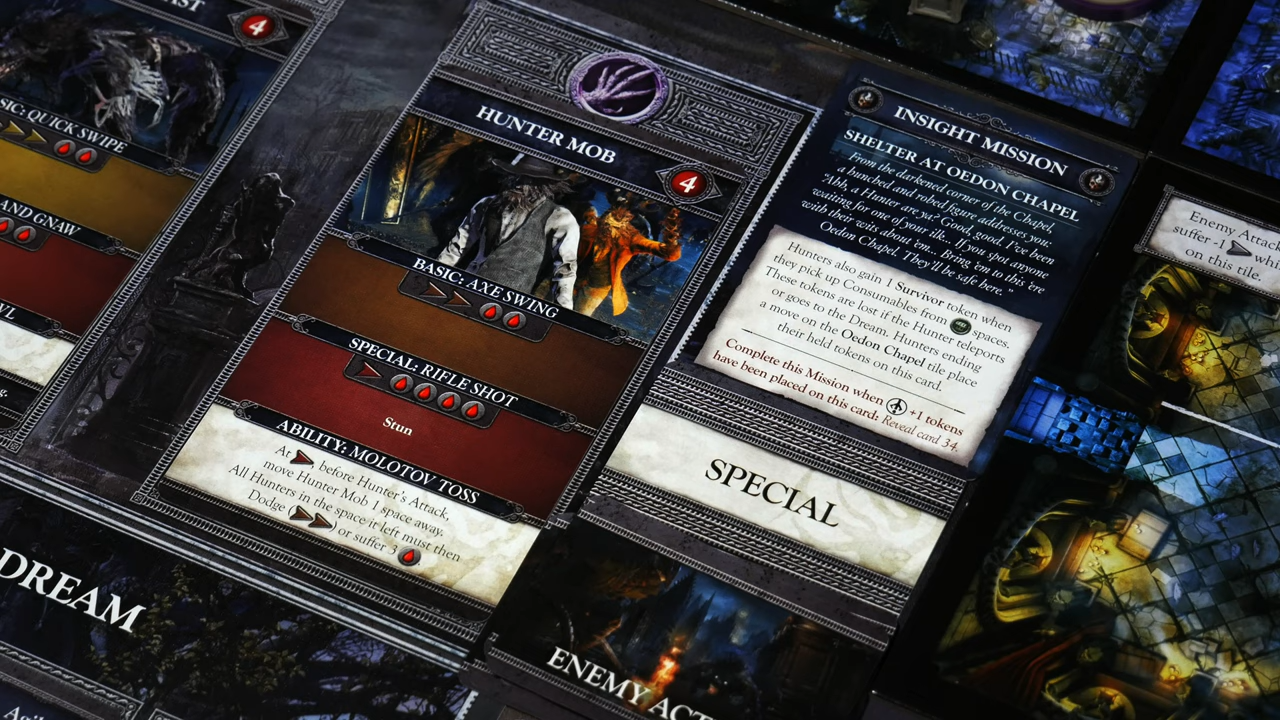 4
BASIC: QUICK SWIPE
AND GNAW
DREAM
HUNTER MOB
4
BASIC: AXE SWING
SPECIAL: RIFLE SHOT
Stun
ABILITY: MOLOTOV TOSS
At , before Hunter's Attack,
move Hunter Mob 1 space away.
All Hunters in the space it left must then
Dodge ( ) or suffer 3
INSIGHT MISSION
SHELTER AT OEDON CHAPEL
From the darkened corner of the Chapel,
a hunched and robed figure addresses you:
"Ahh, a Hunter are ya? Good, good. I've been
waiting for one of your ilk... If you spot anyone
with their wits about 'em... Bring 'em to this 'ere
Oedon Chapel. They'll be safe here."
Hunters also gain 1 Survivor token when
they pick up Consumables from spaces.
These tokens are lost if the Hunter teleports
or goes to the Dream. Hunters ending
a move on the Oedon Chapel tile place
their held tokens on this card.
Complete this Mission when +1 tokens
have been placed on this card: Reveal card 34.
SPECIAL
ENEMY ACT
Enemy Attack
suffer -1 whi
on this tile.